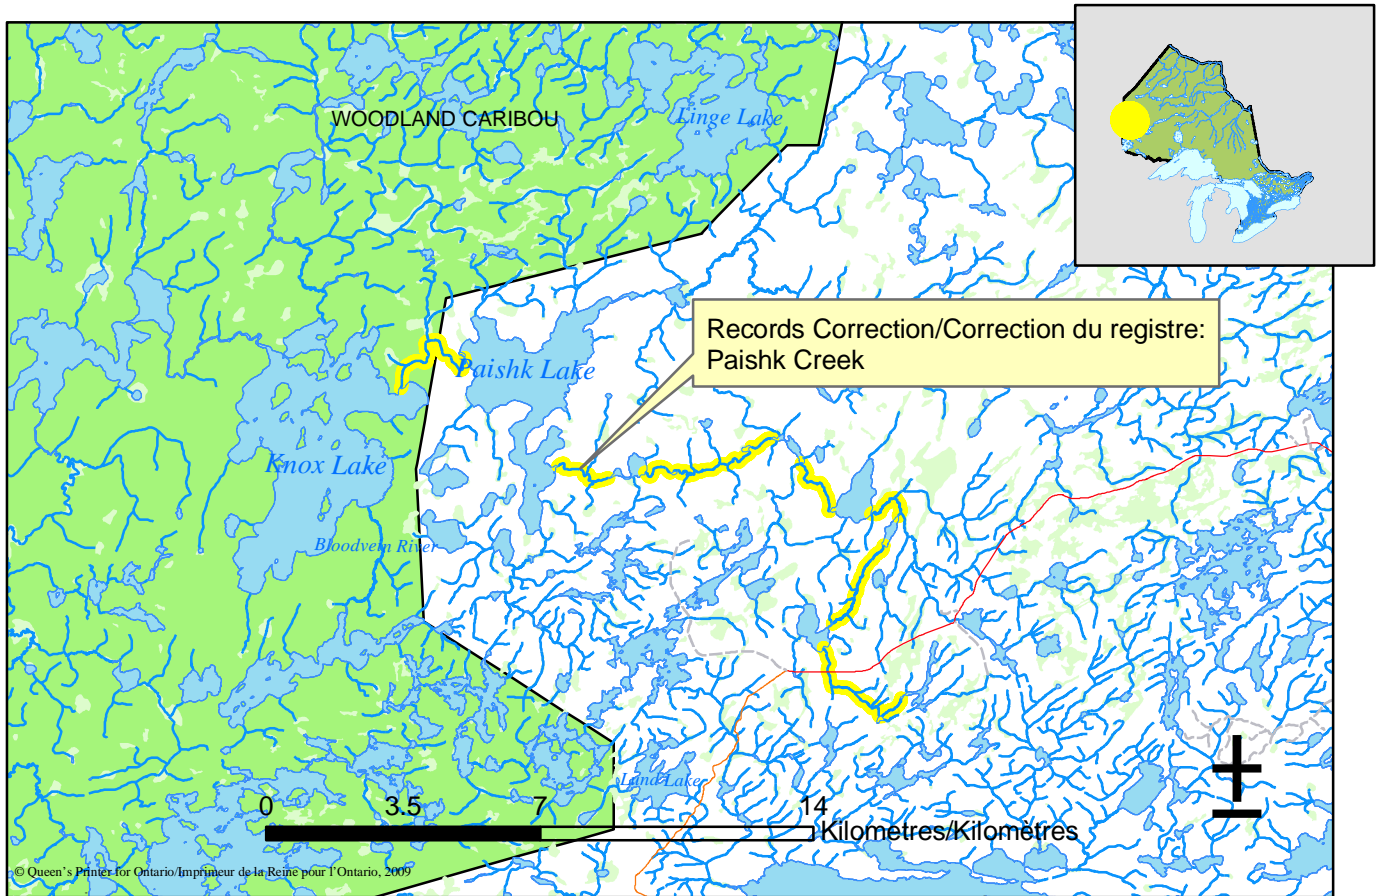 WOODLAND CARIBOU
Linge Lake
Records Correction/Correction du registre:
Paishk Creek
Paishk Lake
Knox Lake
Bloodvein River
Lund Lake
0 3.5 7 14
Kilometres/Kilomètres
© Queen's Printer for Ontario/Imprimeur de la Reine pour l'Ontario, 2009